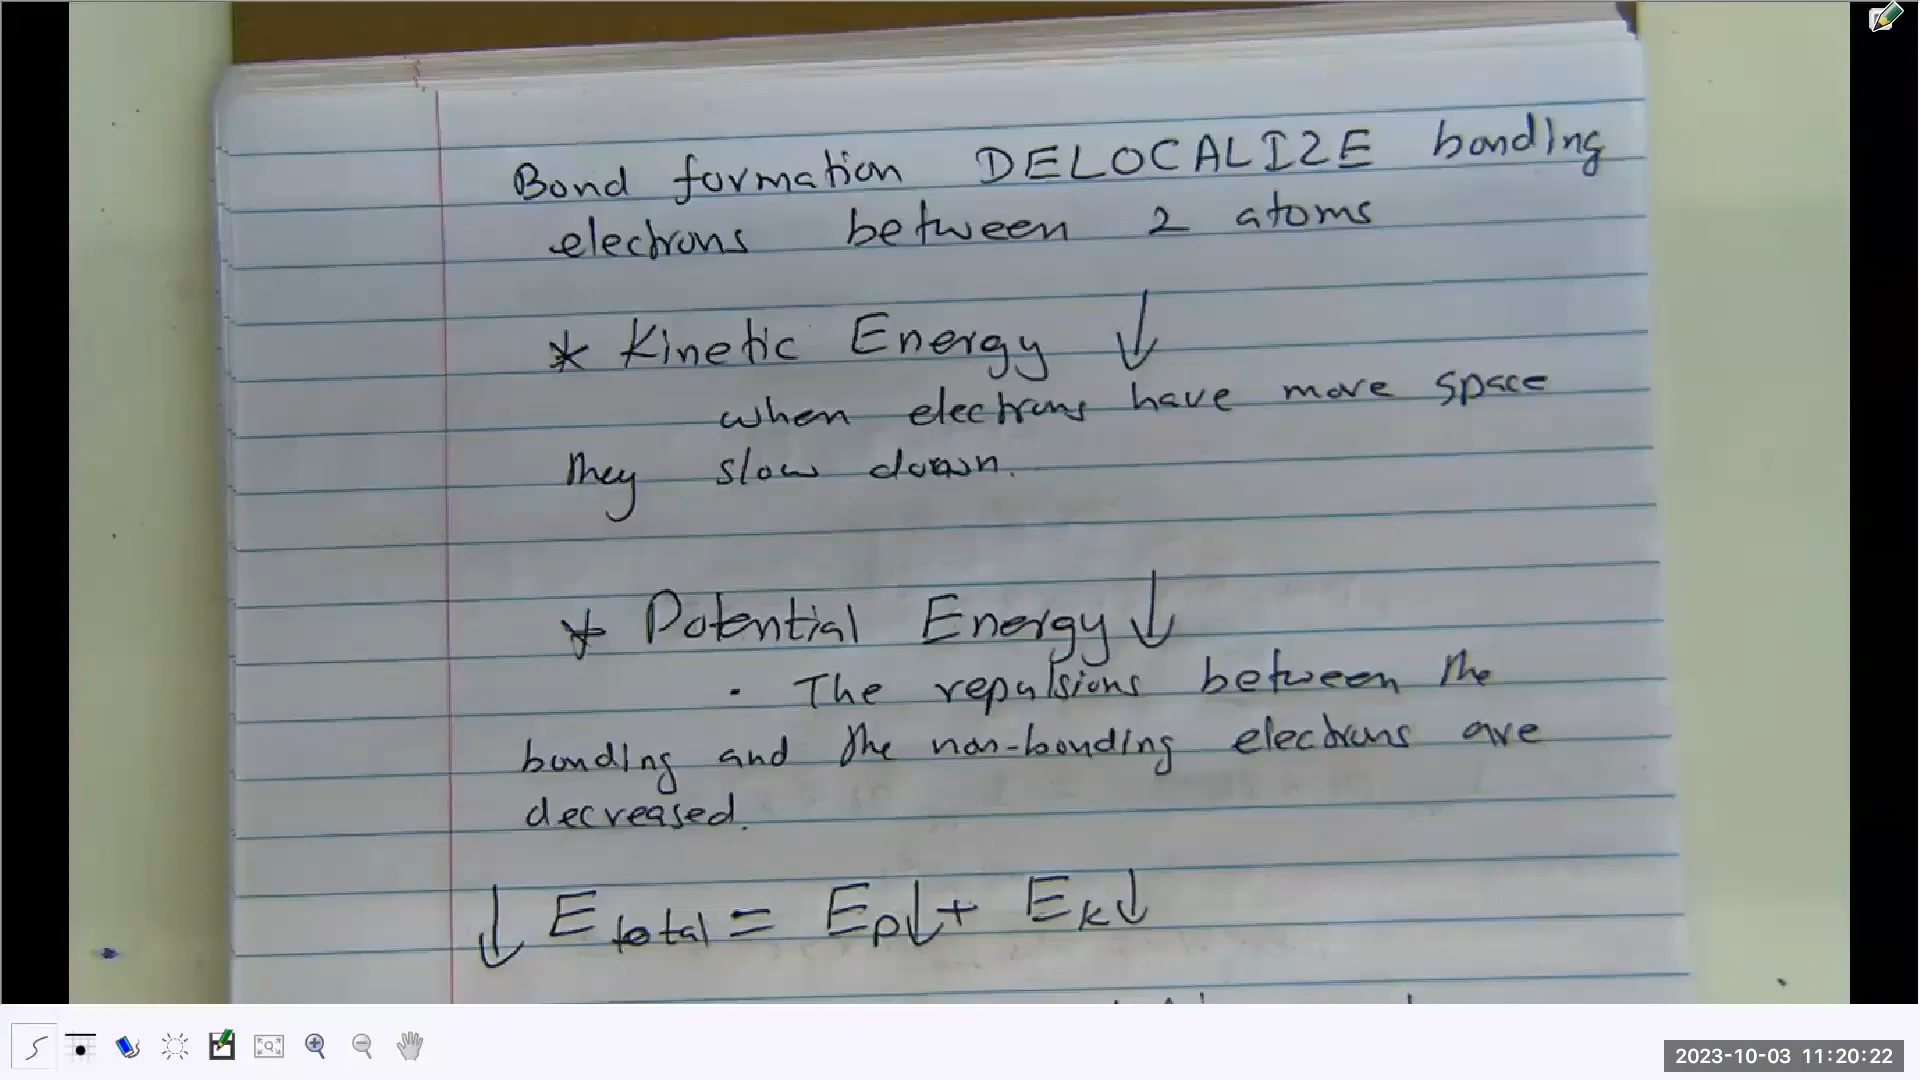 Bond formation DELOCALIZE bonding
electrons between 2 atoms
* Kinetic Energy ↓
when electrons have more space
they slow down.
* Potential Energy ↓
· The repulsions between the
bonding and the non-bonding electrons are
decreased.
↓ E total = Ep↓ + Ek↓
2023-10-03 11:20:22